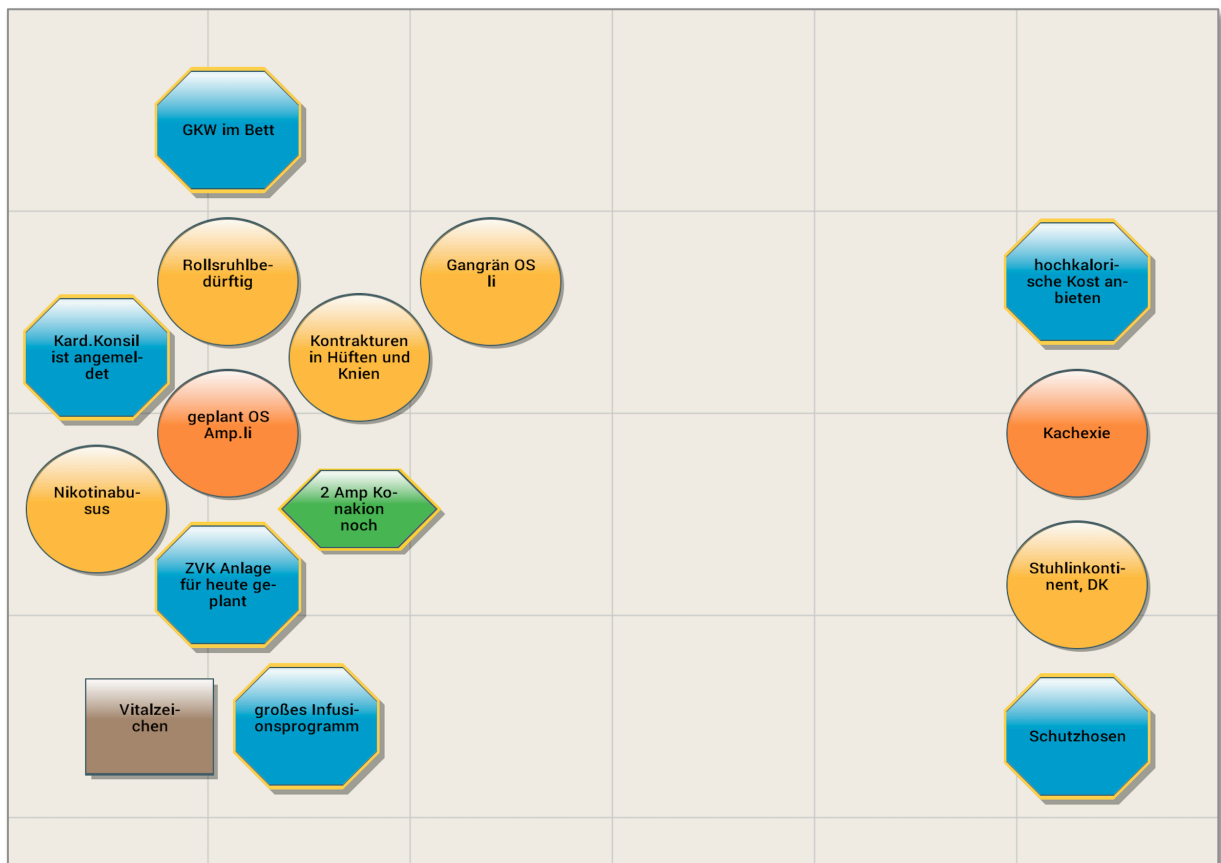 GKW im Bett
Rollsruhlbe-
dürftig
Gangrän OS
li
hochkalori-
sche Kost an-
bieten
Kard.Konsil
ist angemel-
det
Kontrakturen
in Hüften und
Knien
geplant OS
Amp.li
Kachexie
Nikotinabu-
sus
2 Amp Ko-
nakion
noch
ZVK Anlage
für heute ge-
plant
Stuhlinkonti-
nent, DK
Vitalzei-
chen
großes Infusi-
onsprogramm
Schutzhosen